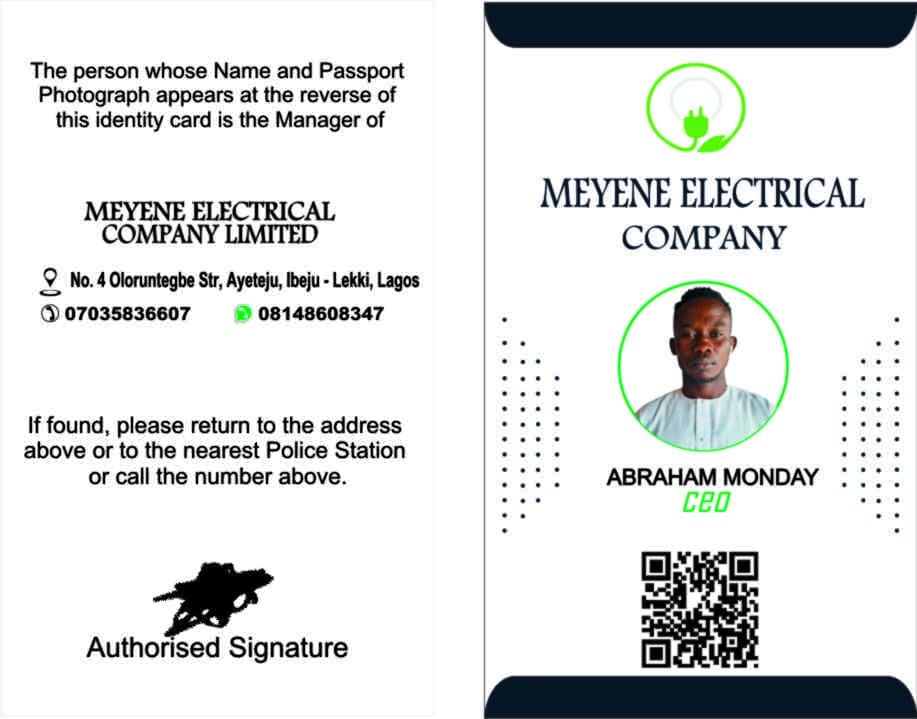 The person whose Name and Passport
Photograph appears at the reverse of
this identity card is the Manager of
MEYENE ELECTRICAL
COMPANY LIMITED
No. 4 Oloruntegbe Str, Ayeteju, Ibeju - Lekki, Lagos
07035836607 08148608347
If found, please return to the address
above or to the nearest Police Station
or call the number above.
Authorised Signature
MEYENE ELECTRICAL
COMPANY
ABRAHAM MONDAY
CEO